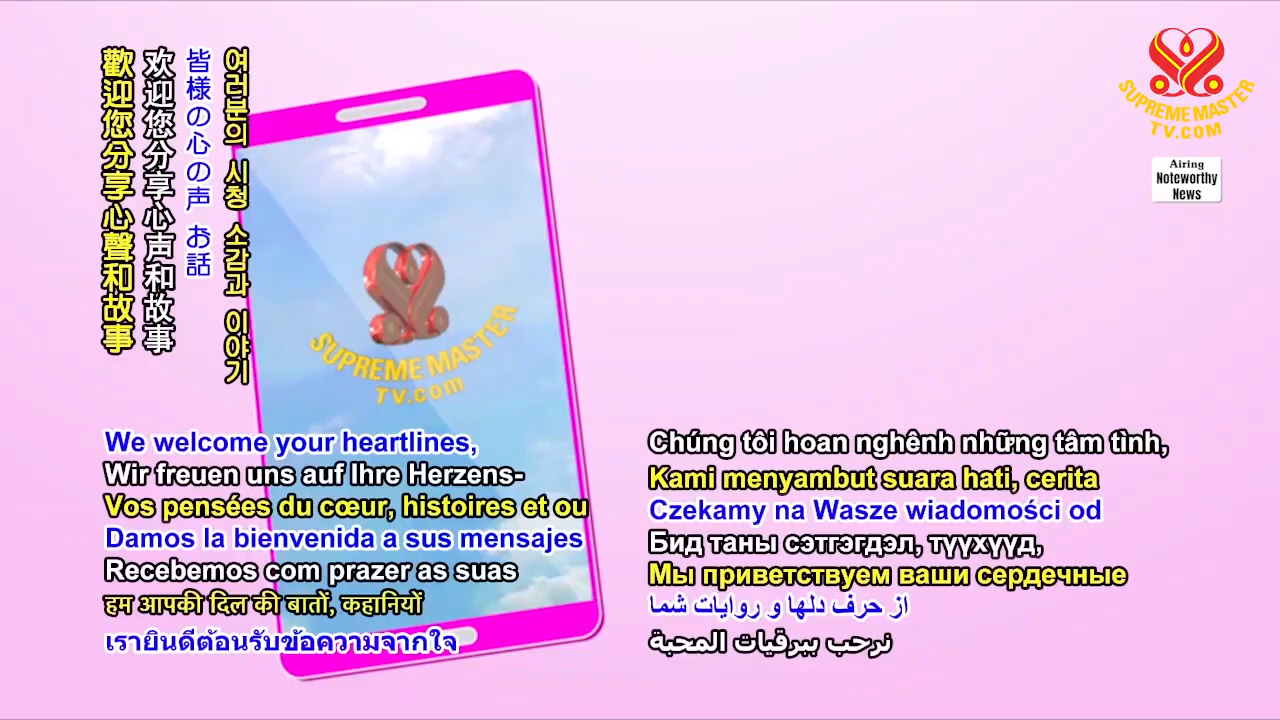 歡迎您分享心聲和故事
欢迎您分享心声和故事
皆様の心の声 お話
여러분의 시청 소감과 이야기
SUPREME MASTER
TV.COM
Airing
Noteworthy
News
SUPREME MASTER
TV.com
We welcome your heartlines,
Wir freuen uns auf Ihre Herzens-
Vos pensées du cœur, histoires et ou
Damos la bienvenida a sus mensajes
Recebemos com prazer as suas
हम आपकी दिल की बातों, कहानियों
เรายินดีต้อนรับข้อความจากใจ
Chúng tôi hoan nghênh những tâm tình,
Kami menyambut suara hati, cerita
Czekamy na Wasze wiadomości od
Бид таны сэтгэгдэл, түүхүүд,
Мы приветствуем ваши сердечные
از حرف دلها و روایات شما
نرحب ببرقيات المحبة